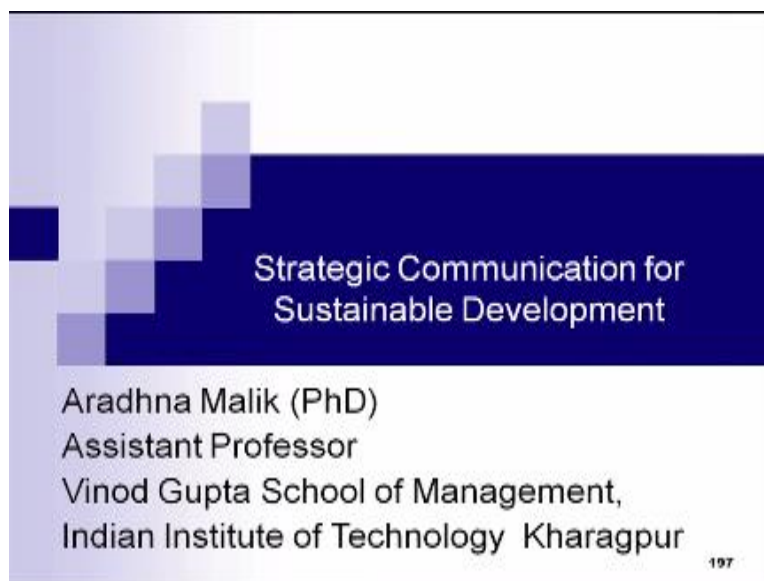 Strategic Communication for
Sustainable Development
Aradhna Malik (PhD)
Assistant Professor
Vinod Gupta School of Management,
Indian Institute of Technology Kharagpur
197